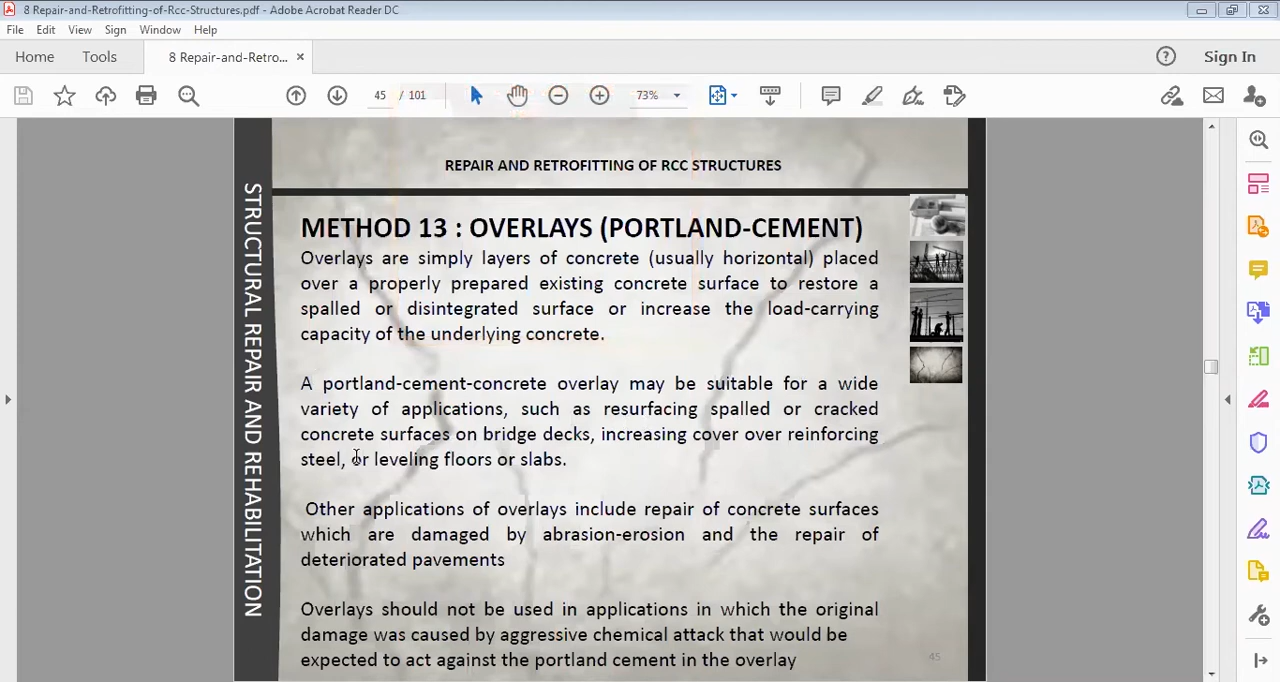 8 Repair-and-Retrofitting-of-Rcc-Structures.pdf - Adobe Acrobat Reader DC
File Edit View Sign Window Help
Home Tools 8 Repair-and-Retro... × Sign In
45 / 101 73%
REPAIR AND RETROFITTING OF RCC STRUCTURES
STRUCTURAL REPAIR AND REHABILITATION
METHOD 13 : OVERLAYS (PORTLAND-CEMENT)
Overlays are simply layers of concrete (usually horizontal) placed
over a properly prepared existing concrete surface to restore a
spalled or disintegrated surface or increase the load-carrying
capacity of the underlying concrete.
A portland-cement-concrete overlay may be suitable for a wide
variety of applications, such as resurfacing spalled or cracked
concrete surfaces on bridge decks, increasing cover over reinforcing
steel, or leveling floors or slabs.
Other applications of overlays include repair of concrete surfaces
which are damaged by abrasion-erosion and the repair of
deteriorated pavements
Overlays should not be used in applications in which the original
damage was caused by aggressive chemical attack that would be
expected to act against the portland cement in the overlay
45